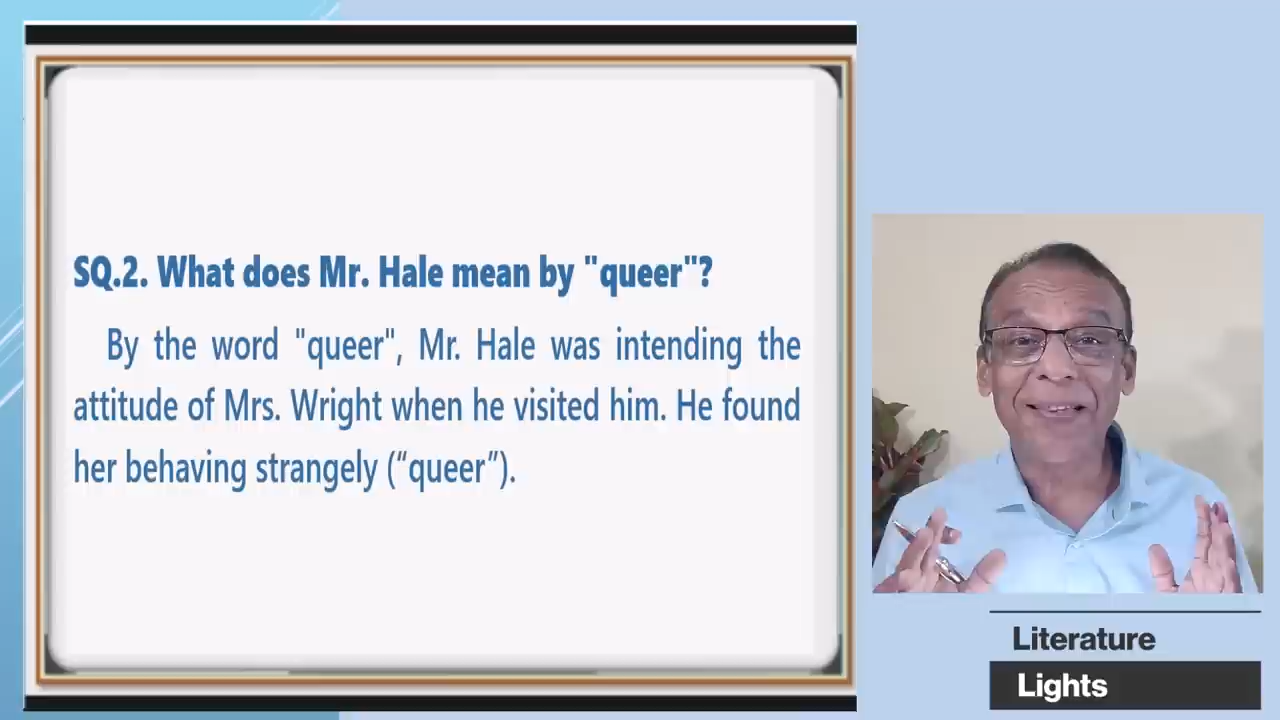 SQ.2. What does Mr. Hale mean by "queer"?
By the word "queer", Mr. Hale was intending the
attitude of Mrs. Wright when he visited him. He found
her behaving strangely (“queer”).
Literature
Lights